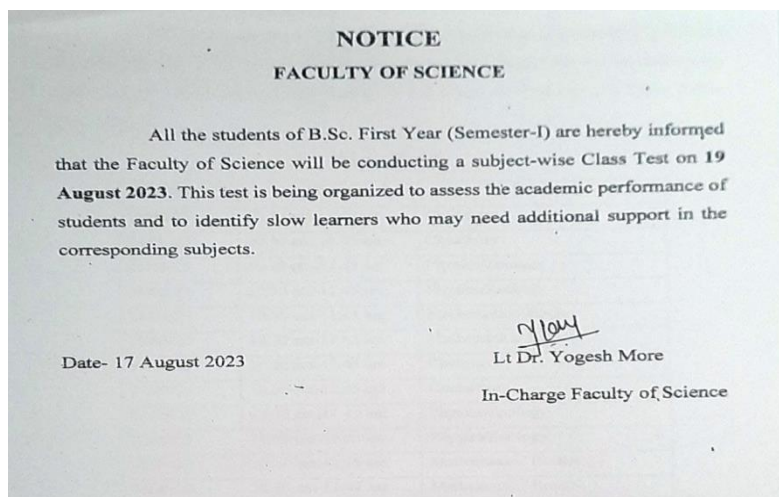 NOTICE
FACULTY OF SCIENCE
All the students of B.Sc. First Year (Semester-I) are hereby informed
that the Faculty of Science will be conducting a subject-wise Class Test on 19
August 2023. This test is being organized to assess the academic performance of
students and to identify slow learners who may need additional support in the
corresponding subjects.
Date- 17 August 2023
Lt Dr. Yogesh More
In-Charge Faculty of Science